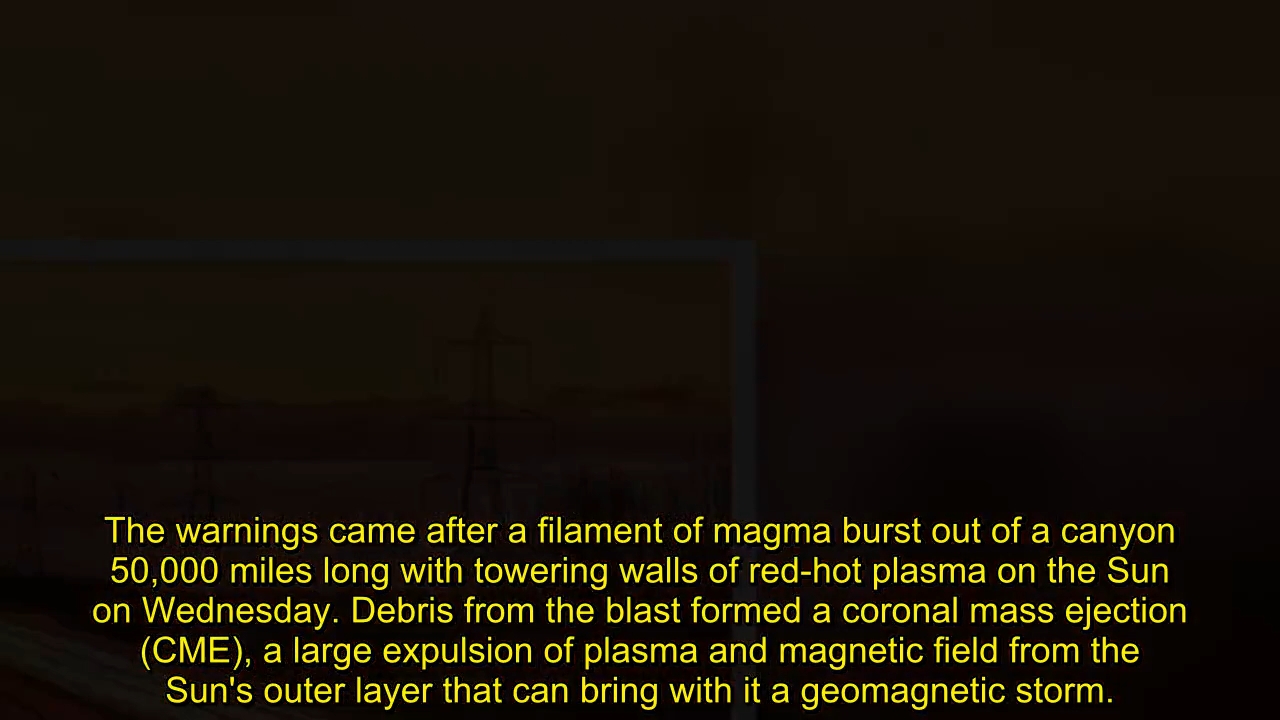 The warnings came after a filament of magma burst out of a canyon
50,000 miles long with towering walls of red-hot plasma on the Sun
on Wednesday. Debris from the blast formed a coronal mass ejection
(CME), a large expulsion of plasma and magnetic field from the
Sun's outer layer that can bring with it a geomagnetic storm.